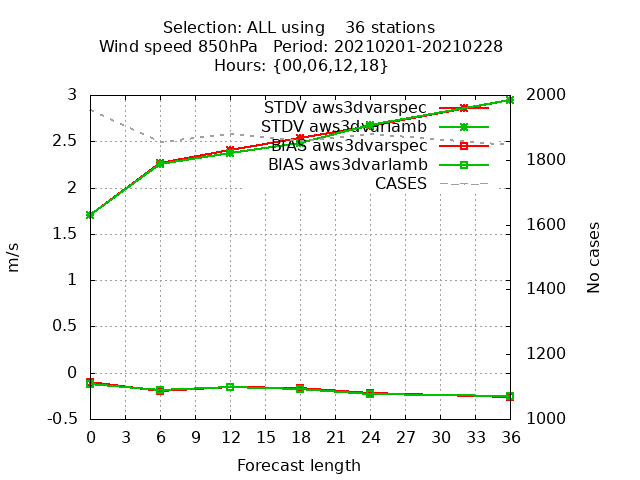 Selection: ALL using    36 stations
Wind speed 850hPa   Period: 20210201-20210228
Hours: {00,06,12,18}
STDV aws3dvarspec
STDV aws3dvarlamb
BIAS aws3dvarspec
BIAS aws3dvarlamb
CASES
3
2.5
2
1.5
1
0.5
0
-0.5
m/s
2000
1800
1600
1400
1200
1000
No cases
0 3 6 9 12 15 18 21 24 27 30 33 36
Forecast length